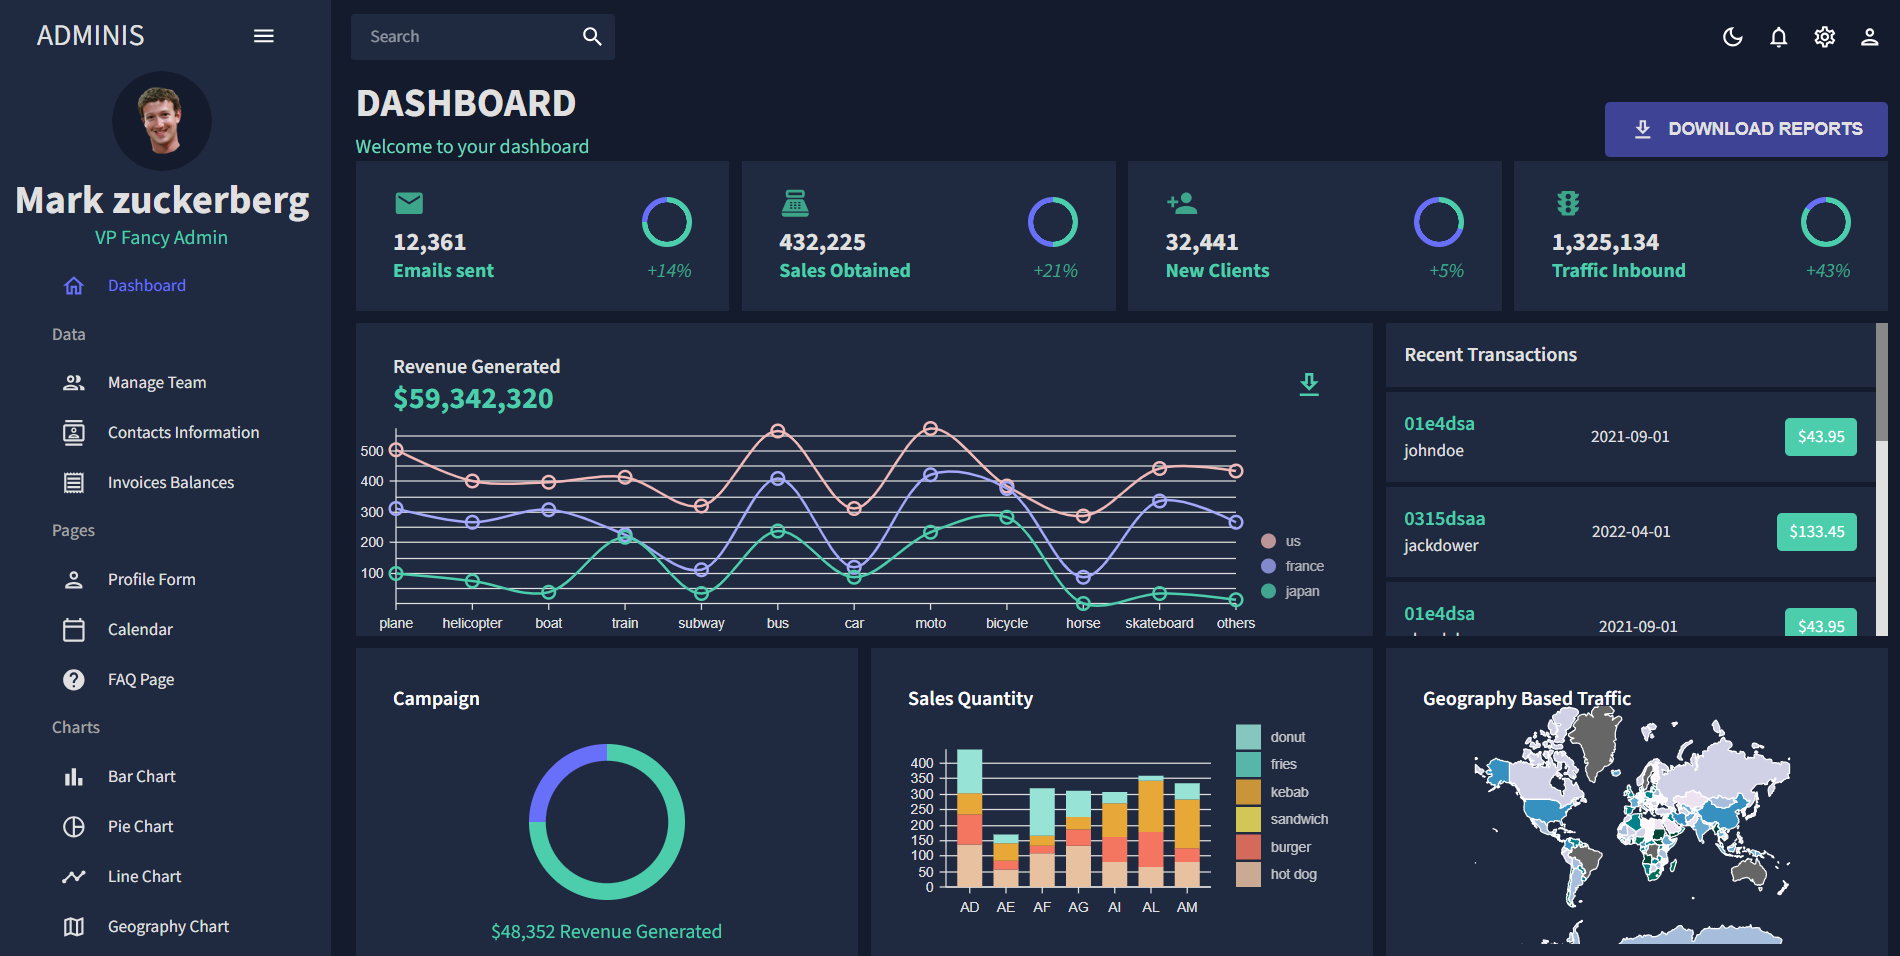 ADMINIS
Mark zuckerberg
VP Fancy Admin
Dashboard
Data
Manage Team
Contacts Information
Invoices Balances
Pages
Profile Form
Calendar
FAQ Page
Charts
Bar Chart
Pie Chart
Line Chart
Geography Chart
Search
DASHBOARD
Welcome to your dashboard
DOWNLOAD REPORTS
12,361
Emails sent
+14%
432,225
Sales Obtained
+21%
32,441
New Clients
+5%
1,325,134
Traffic Inbound
+43%
Revenue Generated
$59,342,320
500
400
300
200
100
plane helicopter boat train subway bus car moto bicycle horse skateboard others
us
france
japan
Recent Transactions
01e4dsa
johndoe
2021-09-01
$43.95
0315dsaa
jackdower
2022-04-01
$133.45
01e4dsa
2021-09-01
$43.95
Campaign
$48,352 Revenue Generated
Sales Quantity
400
350
300
250
200
150
100
50
0
AD AE AF AG AI AL AM
donut
fries
kebab
sandwich
burger
hot dog
Geography Based Traffic